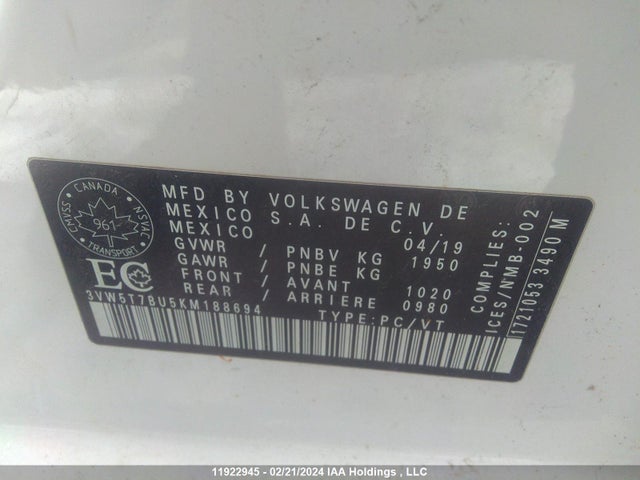 CANADA
CMVSS
NSVAC
961
TRANSPORT
EC
MFD BY VOLKSWAGEN DE
MEXICO S.A. DE C.V.
MEXICO 04/19
GVWR / PNBV KG 1950
GAWR / PNBE KG
FRONT / AVANT 1020
REAR / ARRIERE 0980
3VW5T7BU5KM188694 TYPE:PC/VT
COMPLIES:
ICES/NMB-002
1721053 3490 M
11922945 - 02/21/2024 IAA Holdings , LLC